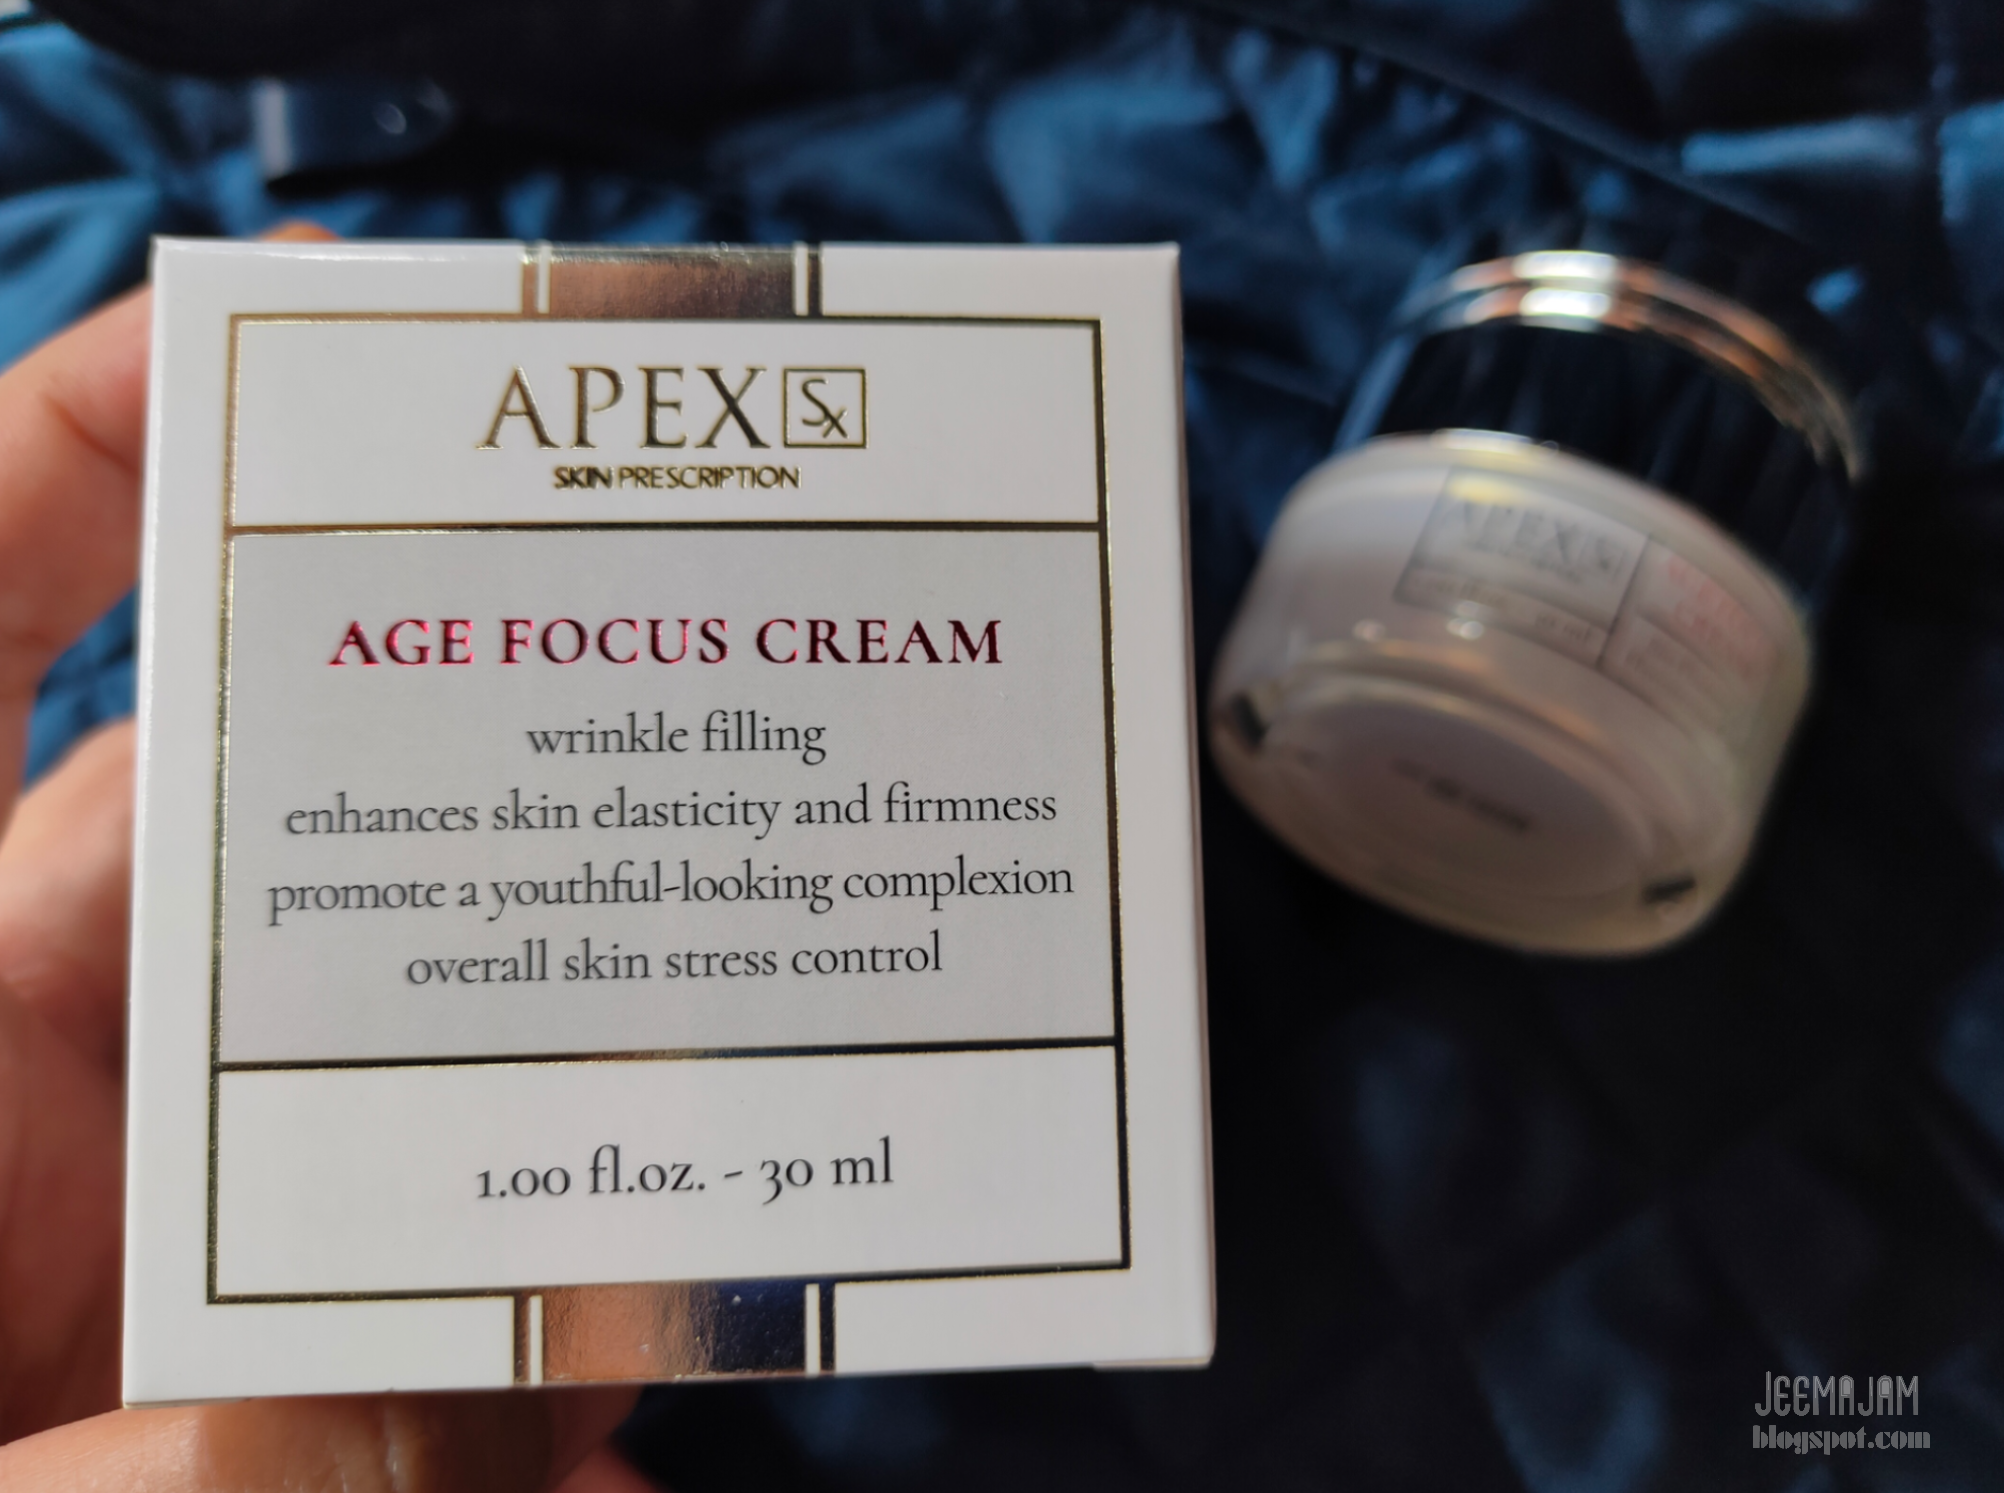 APEX Sx
SKIN PRESCRIPTION
AGE FOCUS CREAM
wrinkle filling
enhances skin elasticity and firmness
promote a youthful-looking complexion
overall skin stress control
1.00 fl.oz. - 30 ml
APEX
JEEMAJAM
blogspot.com